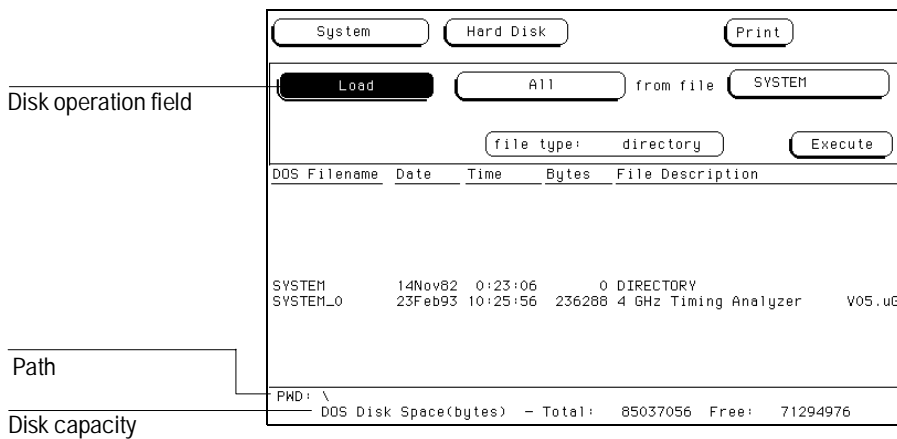 System Hard Disk Print
Disk operation field
Load All from file SYSTEM
file type: directory Execute
DOS Filename Date Time Bytes File Description
SYSTEM 14Nov82 0:23:06 0 DIRECTORY
SYSTEM_0 23Feb93 10:25:56 236288 4 GHz Timing Analyzer V05.uG
Path
PWD: \
DOS Disk Space(bytes) – Total: 85037056 Free: 71294976
Disk capacity